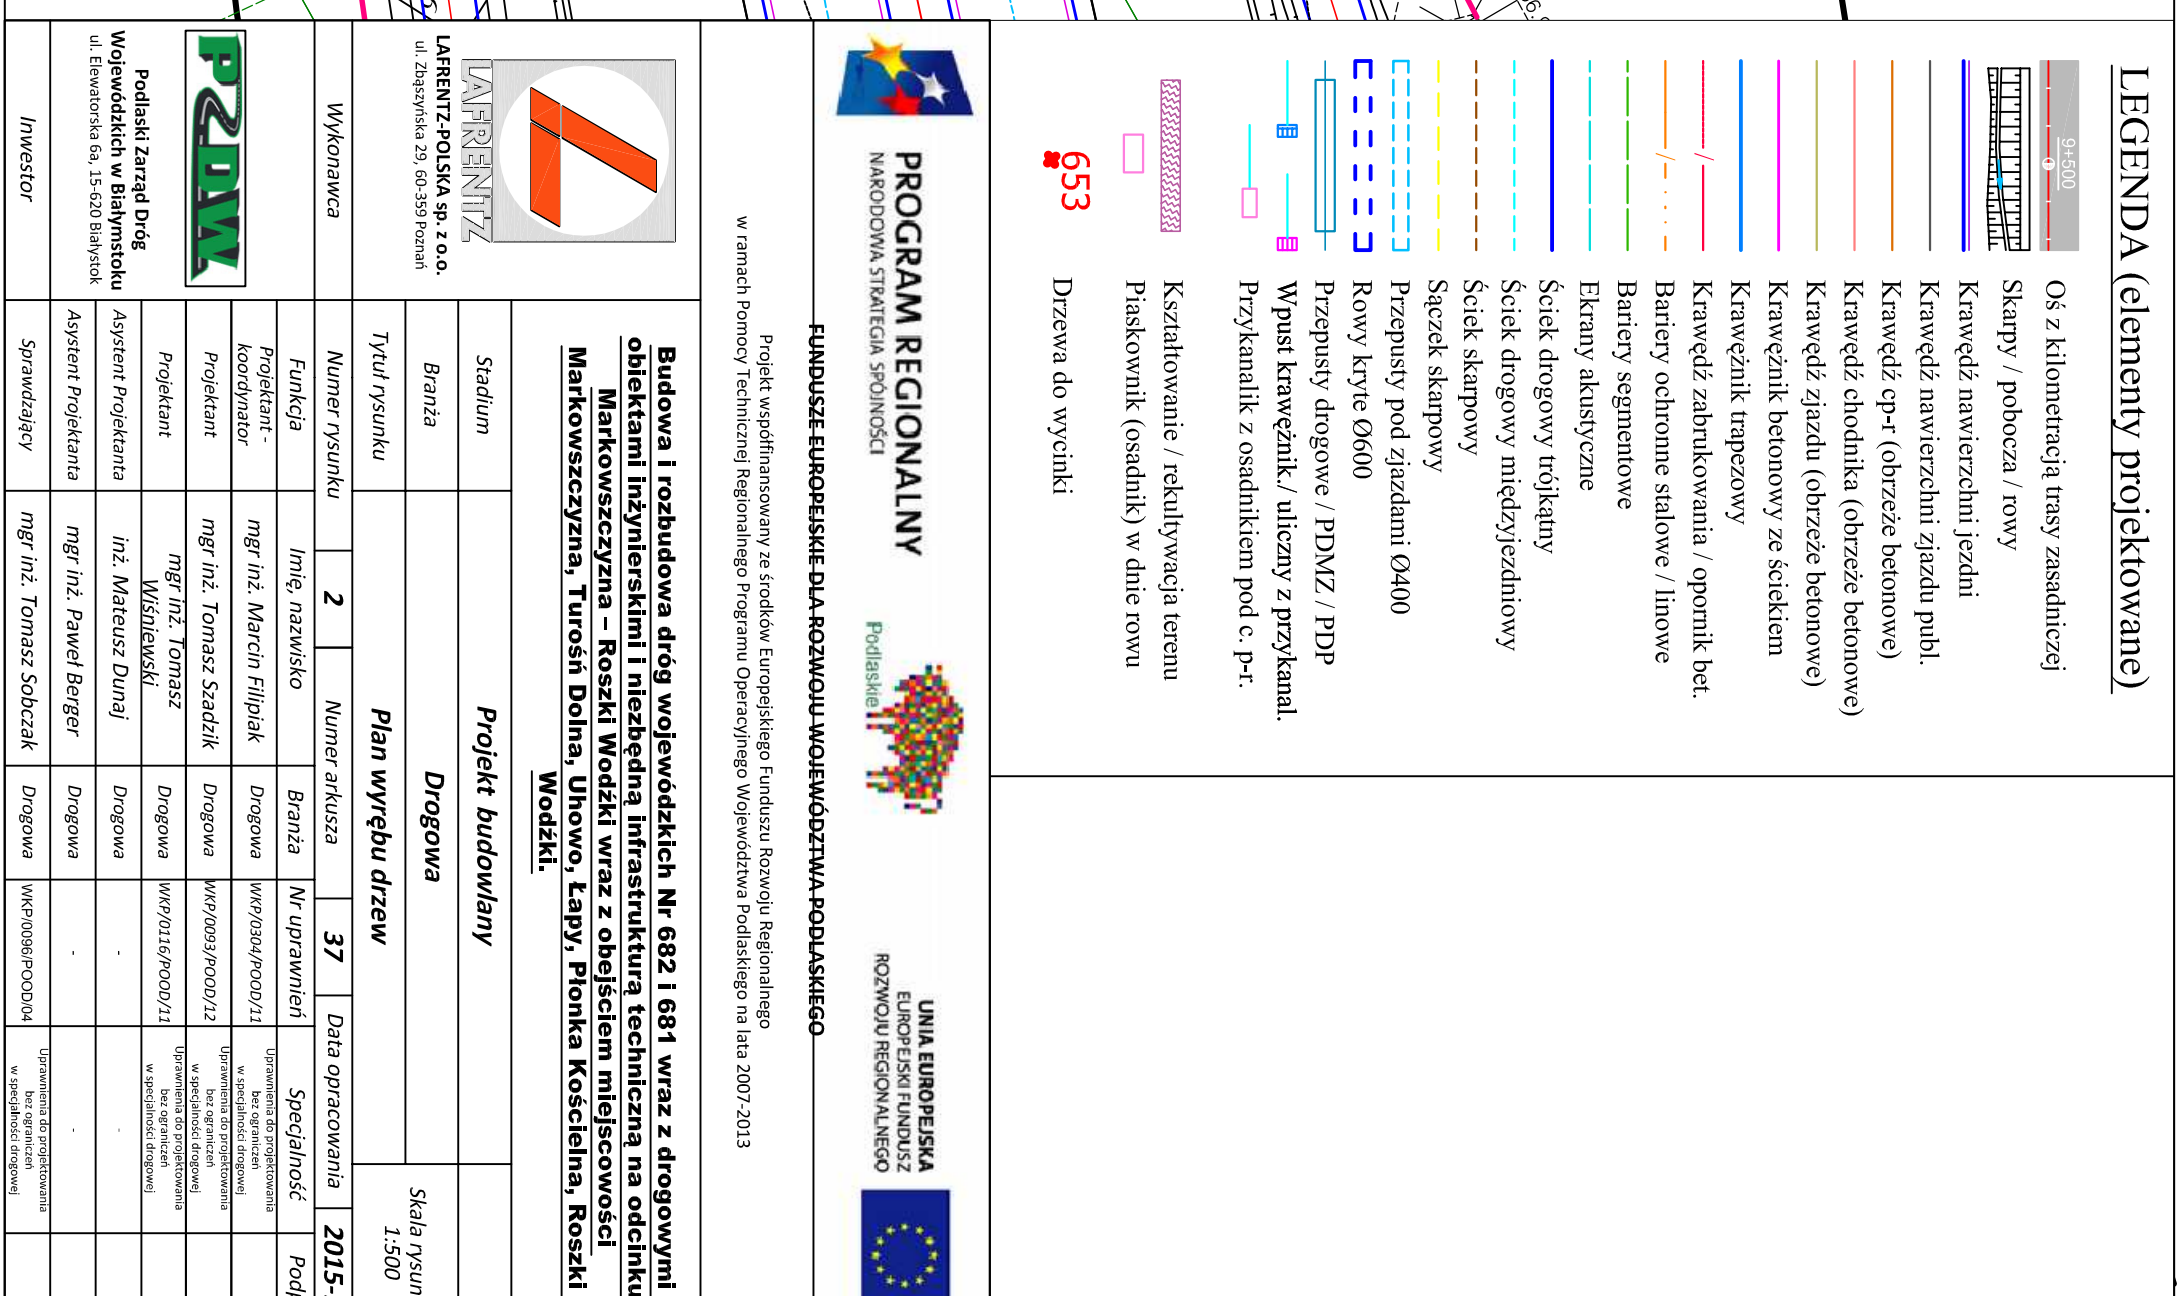 LEGENDA (elementy projektowane)
9+500
Oś z kilometracją trasy zasadniczej
Skarpy / pobocza / rowy
Krawędź nawierzchni jezdni
Krawędź nawierzchni zjazdu publ.
Krawędź cp-r (obrzeże betonowe)
Krawędź chodnika (obrzeże betonowe)
Krawędź zjazdu (obrzeże betonowe)
Krawężnik betonowy ze ściekiem
Krawężnik trapezowy
Krawędź zabrukowania / opornik bet.
Bariery ochronne stalowe / linowe
Bariery segmentowe
Ekrany akustyczne
Ściek drogowy trójkątny
Ściek drogowy międzyjezdniowy
Ściek skarpowy
Sączek skarpowy
Przepusty pod zjazdami Ø400
Rowy kryte Ø600
Przepusty drogowe / PDMZ / PDP
Wpust krawężnik./ uliczny z przykanal.
Przykanalik z osadnikiem pod c. p-r.
Kształtowanie / rekultywacja terenu
Piaskownik (osadnik) w dnie rowu
653
Drzewa do wycinki
PROGRAM REGIONALNY
NARODOWA STRATEGIA SPÓJNOŚCI
Podlaskie
UNIA EUROPEJSKA
EUROPEJSKI FUNDUSZ
ROZWOJU REGIONALNEGO
FUNDUSZE EUROPEJSKIE DLA ROZWOJU WOJEWÓDZTWA PODLASKIEGO
Projekt współfinansowany ze środków Europejskiego Funduszu Rozwoju Regionalnego
w ramach Pomocy Technicznej Regionalnego Programu Operacyjnego Województwa Podlaskiego na lata 2007-2013
LAFRENTZ
LAFRENTZ-POLSKA sp. z o.o.
ul. Zbąszyńska 29, 60-359 Poznań
Wykonawca
Budowa i rozbudowa dróg wojewódzkich Nr 682 i 681 wraz z drogowymi
obiektami inżynierskimi i niezbędną infrastrukturą techniczną na odcinku
Markowszczyzna – Roszki Wodźki wraz z obejściem miejscowości
Markowszczyzna, Turośń Dolna, Uhowo, Łapy, Płonka Kościelna, Roszki
Wodźki.
Stadium
Projekt budowlany
Branża
Drogowa
Tytuł rysunku
Plan wyrębu drzew
Skala rysun
1:500
Numer rysunku
2
Numer arkusza
37
Data opracowania
2015-
PZDW
Podlaski Zarząd Dróg
Wojewódzkich w Białymstoku
ul. Elewatorska 6a, 15-620 Białystok
Inwestor
Funkcja
Imię, nazwisko
Branża
Nr uprawnień
Specjalność
Podp
Projektant -
koordynator
mgr inż. Marcin Filipiak
Drogowa
WKP/0304/POOD/11
Uprawnienia do projektowania
bez ograniczeń
w specjalności drogowej
Projektant
mgr inż. Tomasz Szadzik
Drogowa
WKP/0093/POOD/12
Uprawnienia do projektowania
bez ograniczeń
w specjalności drogowej
Projektant
mgr inż. Tomasz
Wiśniewski
Drogowa
WKP/0116/POOD/11
Uprawnienia do projektowania
bez ograniczeń
w specjalności drogowej
Asystent Projektanta
inż. Mateusz Dunaj
Drogowa
-
-
Asystent Projektanta
mgr inż. Paweł Berger
Drogowa
-
-
Sprawdzający
mgr inż. Tomasz Sobczak
Drogowa
WKP/0096/POOD/04
Uprawnienia do projektowania
bez ograniczeń
w specjalności drogowej